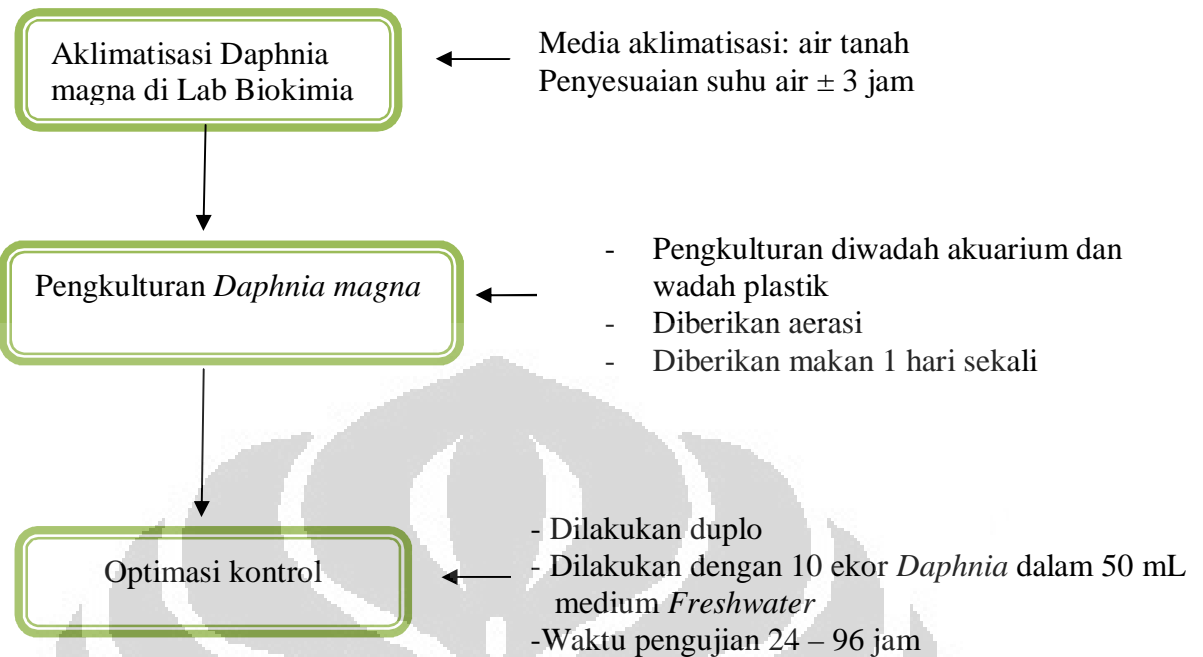 Aklimatisasi Daphnia
magna di Lab Biokimia
Media aklimatisasi: air tanah
Penyesuaian suhu air ± 3 jam
Pengkulturan Daphnia magna
- Pengkulturan diwadah akuarium dan
wadah plastik
- Diberikan aerasi
- Diberikan makan 1 hari sekali
Optimasi kontrol
- Dilakukan duplo
- Dilakukan dengan 10 ekor Daphnia dalam 50 mL
medium Freshwater
-Waktu pengujian 24 – 96 jam